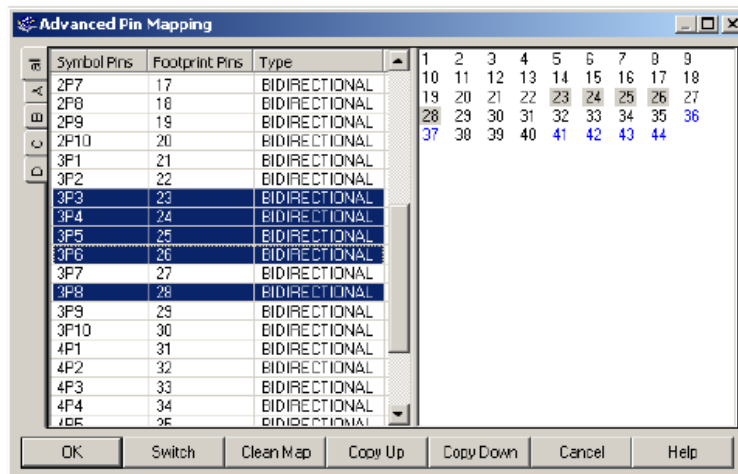 Advanced Pin Mapping
Symbol Pins Footprint Pins Type
2P7 17 BIDIRECTIONAL
2P8 18 BIDIRECTIONAL
2P9 19 BIDIRECTIONAL
2P10 20 BIDIRECTIONAL
3P1 21 BIDIRECTIONAL
3P2 22 BIDIRECTIONAL
3P3 23 BIDIRECTIONAL
3P4 24 BIDIRECTIONAL
3P5 25 BIDIRECTIONAL
3P6 26 BIDIRECTIONAL
3P7 27 BIDIRECTIONAL
3P8 28 BIDIRECTIONAL
3P9 29 BIDIRECTIONAL
3P10 30 BIDIRECTIONAL
4P1 31 BIDIRECTIONAL
4P2 32 BIDIRECTIONAL
4P3 33 BIDIRECTIONAL
4P4 34 BIDIRECTIONAL
4P5 35 BIDIRECTIONAL
A
B
C
D
1 2 3 4 5 6 7 8 9
10 11 12 13 14 15 16 17 18
19 20 21 22 23 24 25 26 27
28 29 30 31 32 33 34 35 36
37 38 39 40 41 42 43 44
OK Switch Clean Map Copy Up Copy Down Cancel Help